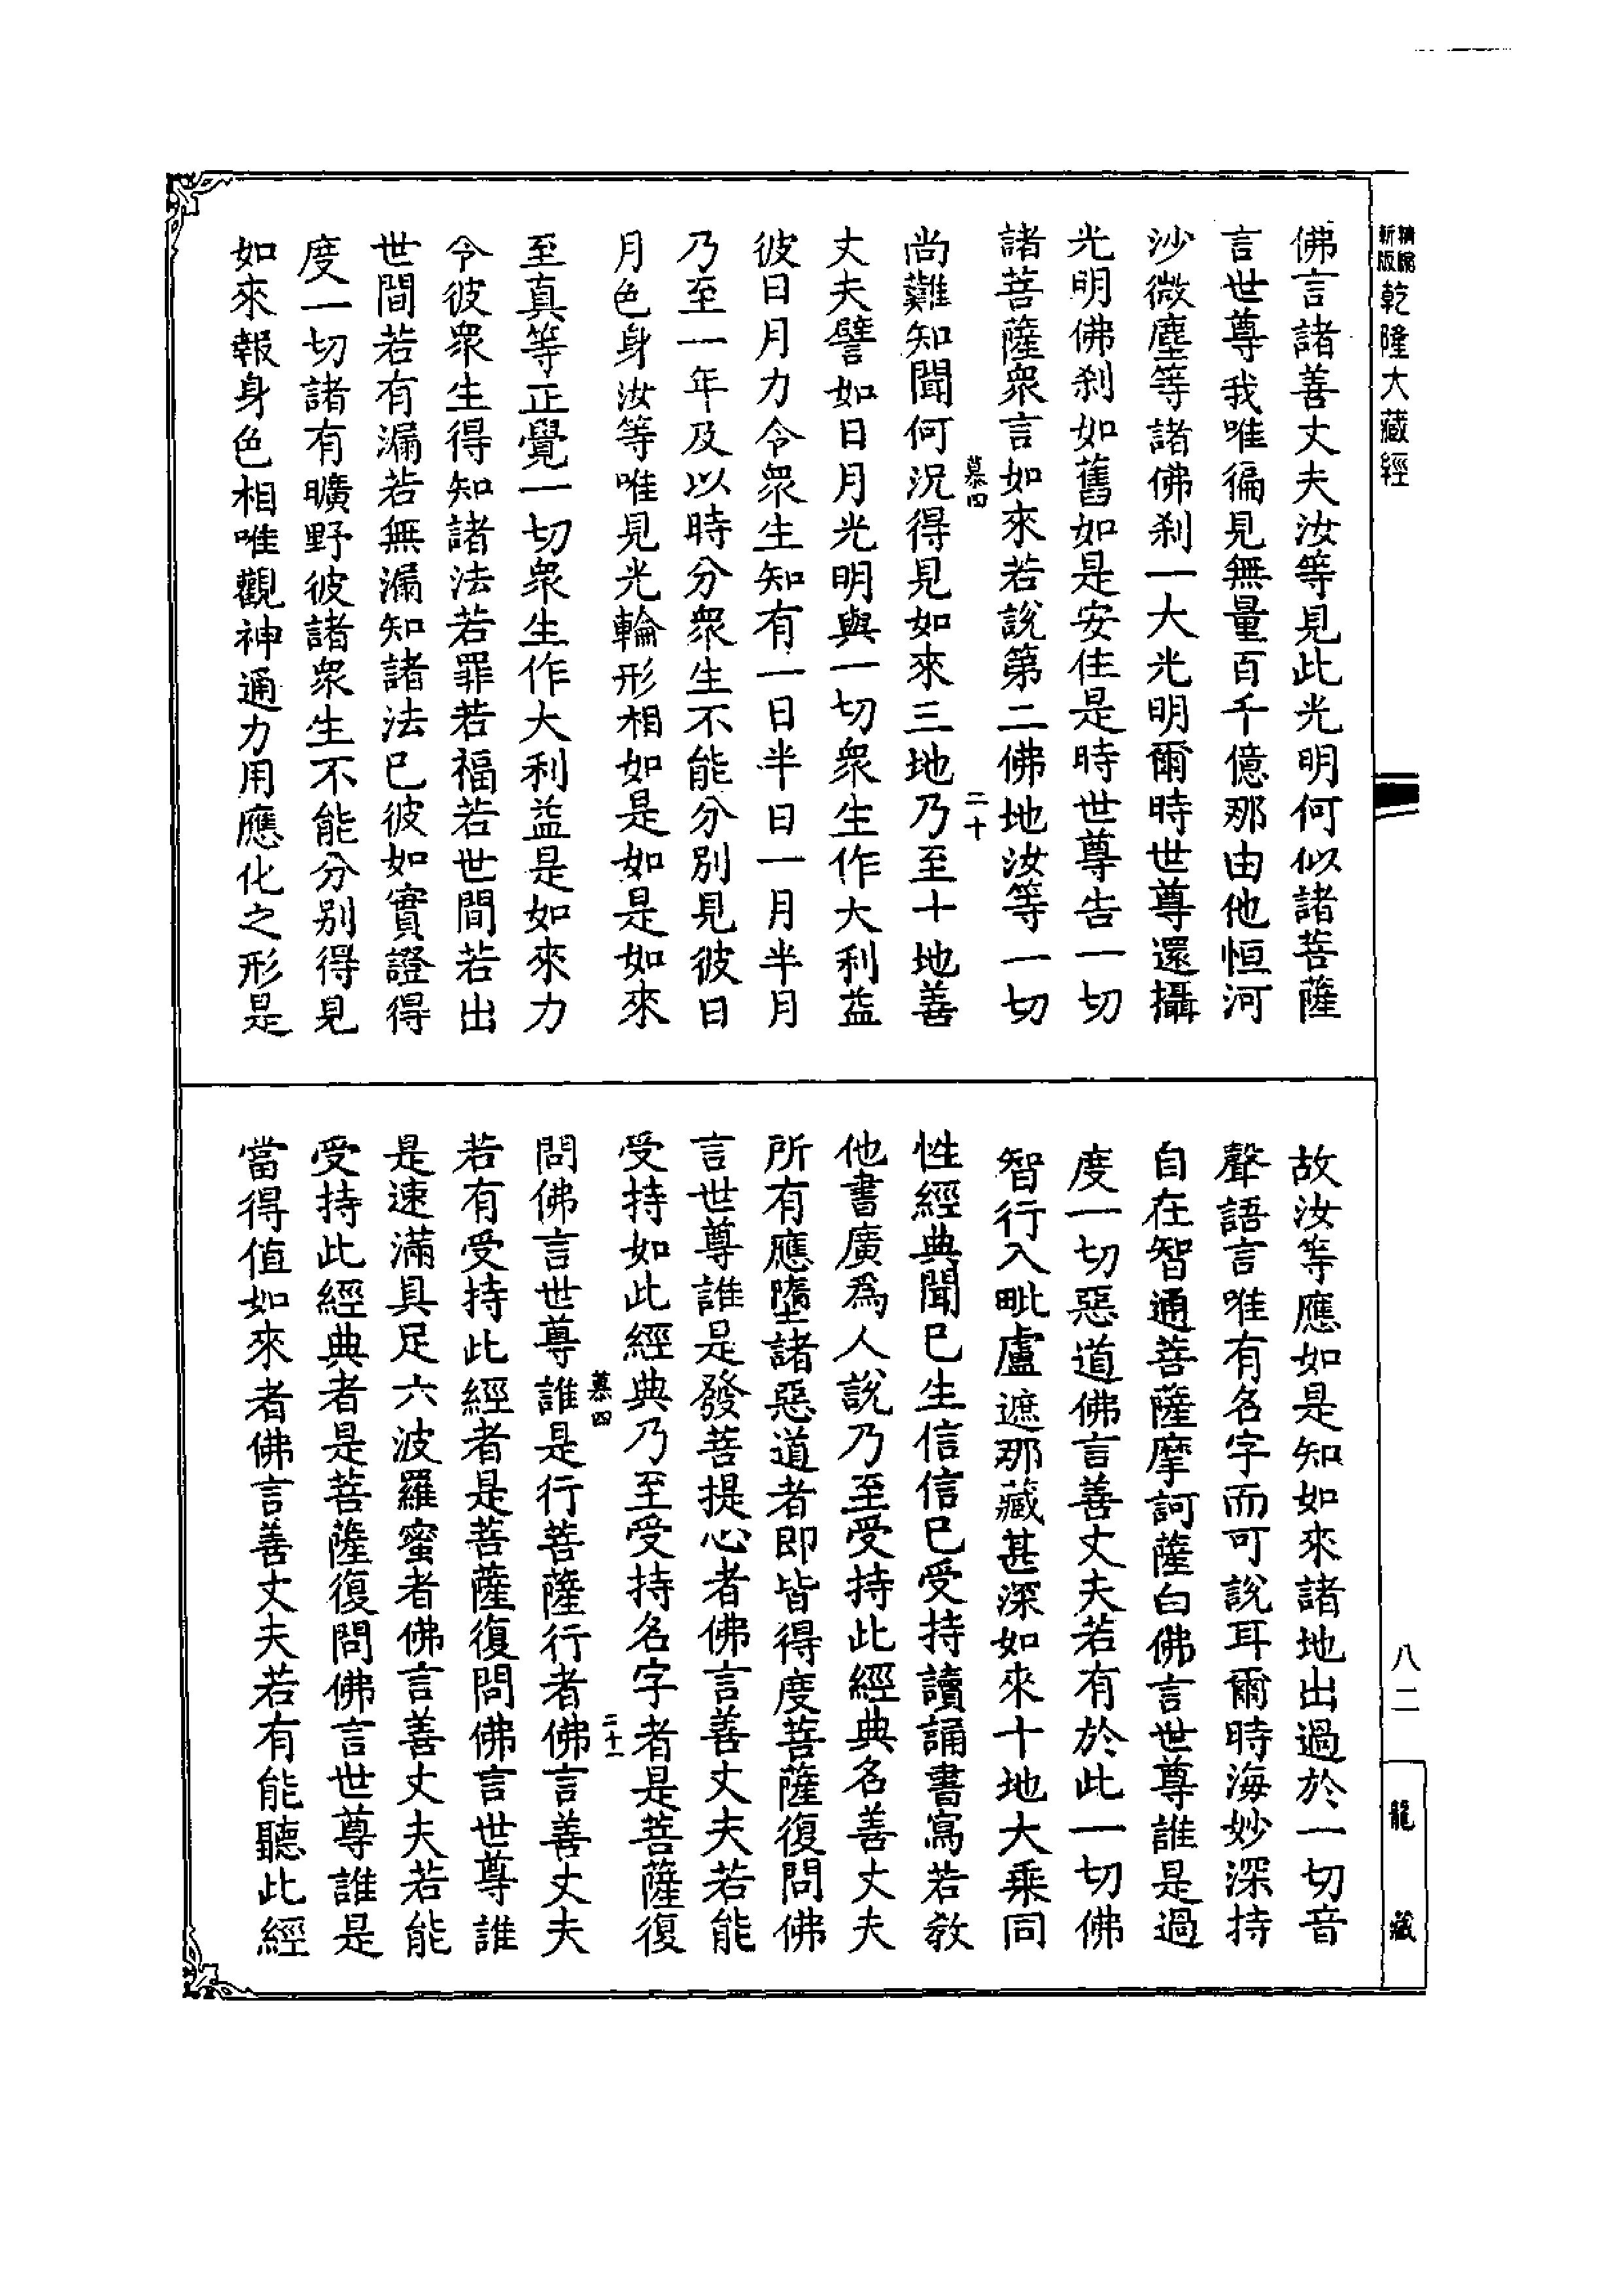 精縮
新版
乾隆大藏經
佛言諸善丈夫汝等見此光明何似諸菩薩
言世尊我唯徧見無量百千億那由他恒河
沙微塵等諸佛刹一大光明爾時世尊還攝
光明佛刹如舊如是安住是時世尊告一切
諸菩薩衆言如來若說第二佛地汝等一切
慕四
二十
尚難知聞何況得見如來三地乃至十地善
丈夫譬如日月光明與一切衆生作大利益
彼日月力令衆生知有一日半日一月半月
乃至一年及以時分衆生不能分別見彼日
月色身汝等唯見光輪形相如是如是如來
至真等正覺一切衆生作大利益是如來力
令彼衆生得知諸法若罪若福若世間若出
世間若有漏若無漏知諸法已彼如實證得
度一切諸有曠野彼諸衆生不能分別得見
如來報身色相唯觀神通力用應化之形是
故汝等應如是知如來諸地出過於一切音
聲語言唯有名字而可說耳爾時海妙深持
自在智通菩薩摩訶薩白佛言世尊誰是過
度一切惡道佛言善丈夫若有於此一切佛
智行入毗盧遮那藏甚深如來十地大乘同
性經典聞已生信信已受持讀誦書寫若教
他書廣爲人說乃至受持此經典名善丈夫
所有應墮諸惡道者即皆得度菩薩復問佛
言世尊誰是發菩提心者佛言善丈夫若能
受持如此經典乃至受持名字者是菩薩復
慕四
二十一
問佛言世尊誰是行菩薩行者佛言善丈夫
若有受持此經者是菩薩復問佛言世尊誰
是速滿具足六波羅蜜者佛言善丈夫若能
受持此經典者是菩薩復問佛言世尊誰是
當得值如來者佛言善丈夫若有能聽此經
八二
龍藏